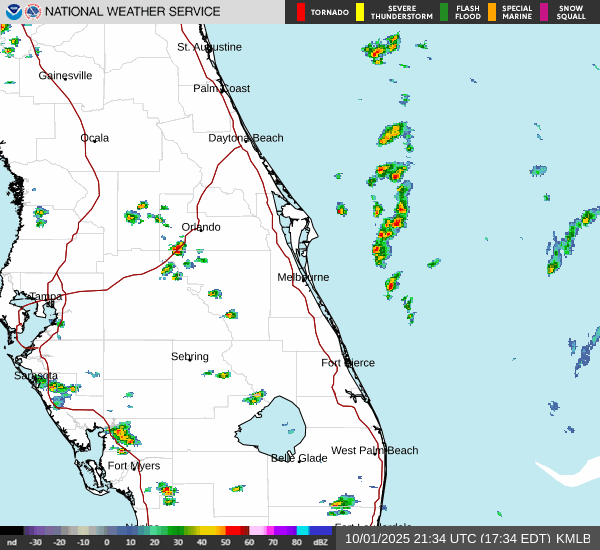 NATIONAL WEATHER SERVICE
TORNADO
SEVERE THUNDERSTORM
FLASH FLOOD
SPECIAL MARINE
SNOW SQUALL
St. Augustine
Gainesville
Palm Coast
Ocala
Daytona Beach
Orlando
Melbourne
Tampa
Sebring
Fort Pierce
Sarasota
West Palm Beach
Belle Glade
Fort Myers
nd -30 -20 -10 0 10 20 30 40 50 60 70 80 dBZ
10/01/2025 21:34 UTC (17:34 EDT) KMLB